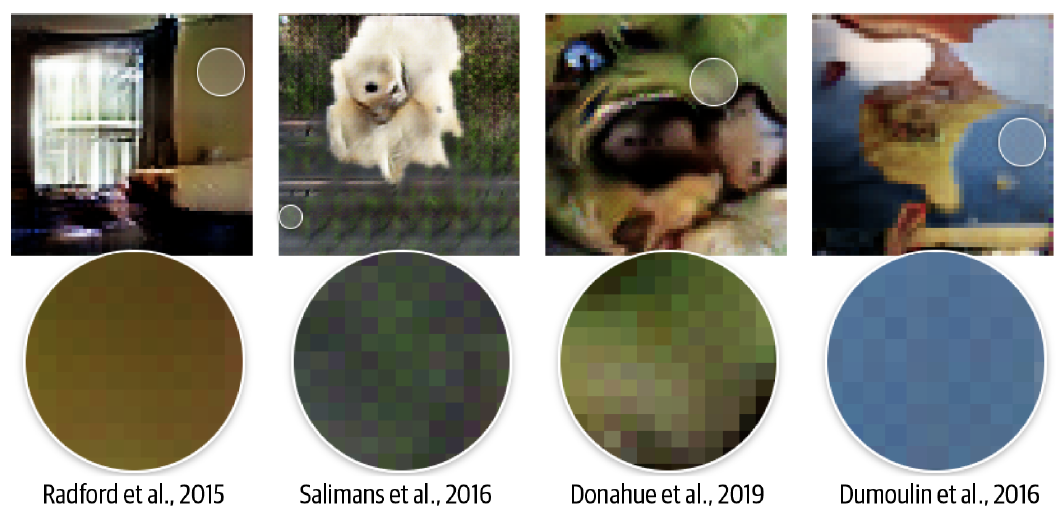 Radford et al., 2015
Salimans et al., 2016
Donahue et al., 2019
Dumoulin et al., 2016